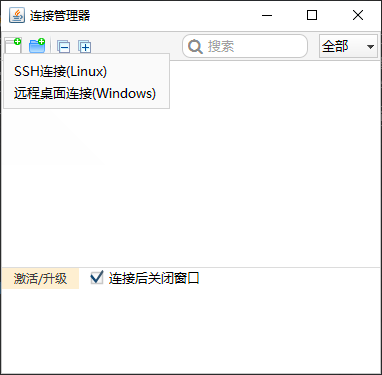 连接管理器
搜索
全部
SSH连接(Linux)
远程桌面连接(Windows)
激活/升级
连接后关闭窗口